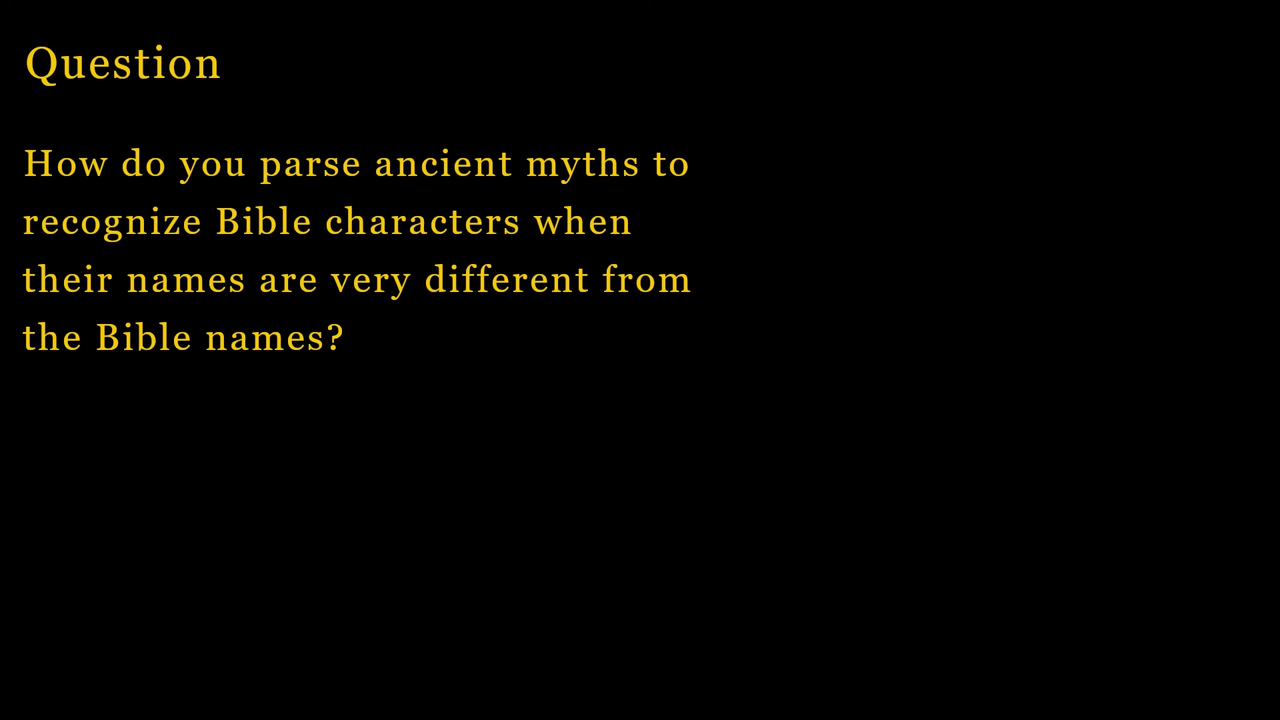 Question
How do you parse ancient myths to
recognize Bible characters when
their names are very different from
the Bible names?